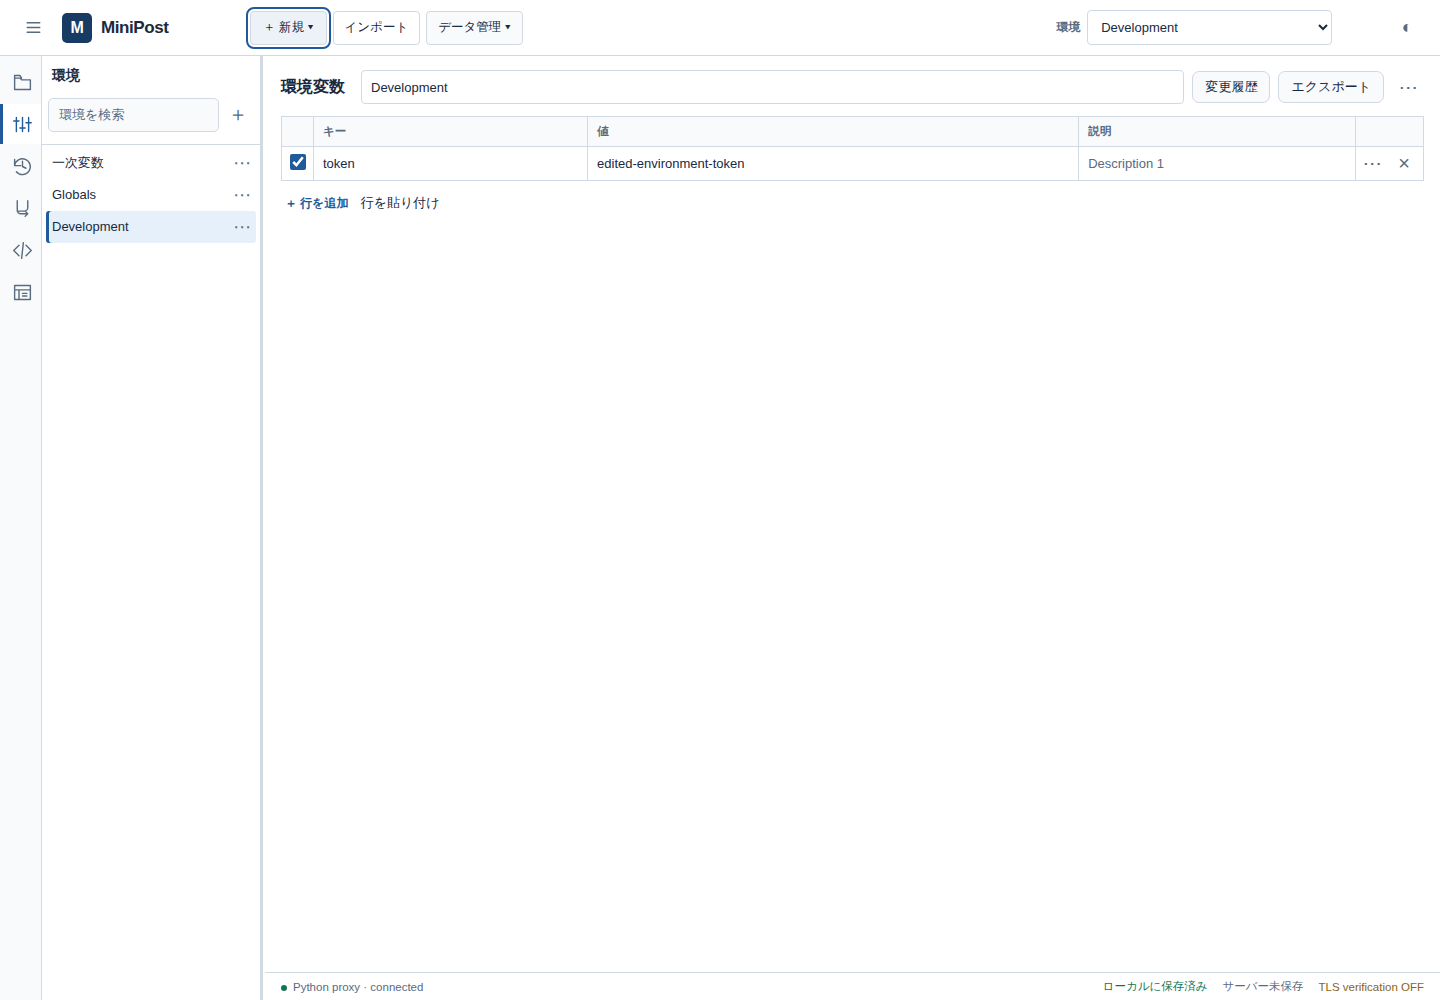 M MiniPost
＋ 新規 ▾ インポート データ管理 ▾
環境 Development
環境
環境を検索 ＋
一次変数 ···
Globals ···
Development ···
環境変数 Development 変更履歴 エクスポート ···
キー 値 説明
token edited-environment-token Description 1 ··· ×
+ 行を追加 行を貼り付け
Python proxy · connected
ローカルに保存済み サーバー未保存 TLS verification OFF